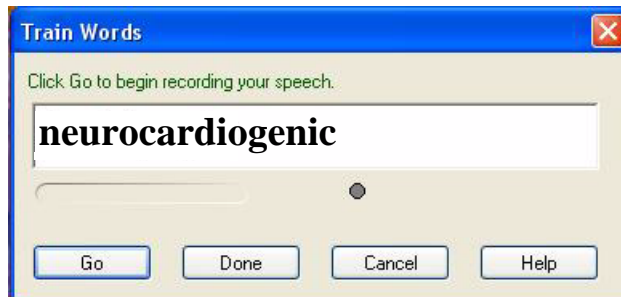 Train Words
Click Go to begin recording your speech.
neurocardiogenic
Go Done Cancel Help